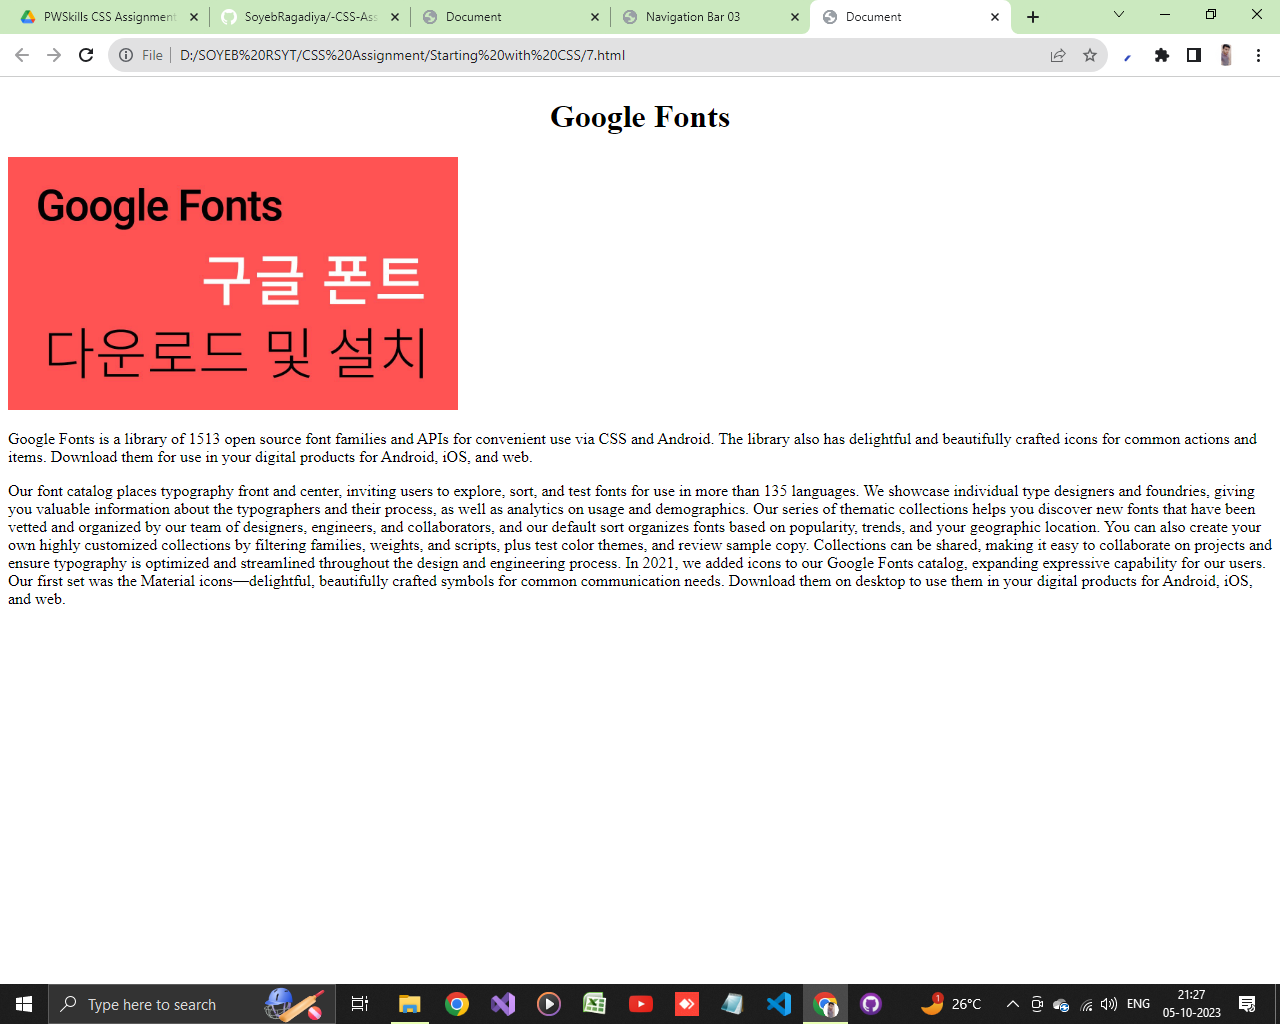 PWSkills CSS Assignment
SoyebRagadiya/-CSS-Ass
Document
Navigation Bar 03
Document
File
D:/SOYEB%20RSYT/CSS%20Assignment/Starting%20with%20CSS/7.html
Google Fonts
Google Fonts
구글 폰트
다운로드 및 설치
Google Fonts is a library of 1513 open source font families and APIs for convenient use via CSS and Android. The library also has delightful and beautifully crafted icons for common actions and
items. Download them for use in your digital products for Android, iOS, and web.
Our font catalog places typography front and center, inviting users to explore, sort, and test fonts for use in more than 135 languages. We showcase individual type designers and foundries, giving
you valuable information about the typographers and their process, as well as analytics on usage and demographics. Our series of thematic collections helps you discover new fonts that have been
vetted and organized by our team of designers, engineers, and collaborators, and our default sort organizes fonts based on popularity, trends, and your geographic location. You can also create your
own highly customized collections by filtering families, weights, and scripts, plus test color themes, and review sample copy. Collections can be shared, making it easy to collaborate on projects and
ensure typography is optimized and streamlined throughout the design and engineering process. In 2021, we added icons to our Google Fonts catalog, expanding expressive capability for our users.
Our first set was the Material icons—delightful, beautifully crafted symbols for common communication needs. Download them on desktop to use them in your digital products for Android, iOS,
and web.
Type here to search
1
26°C
ENG
21:27
05-10-2023